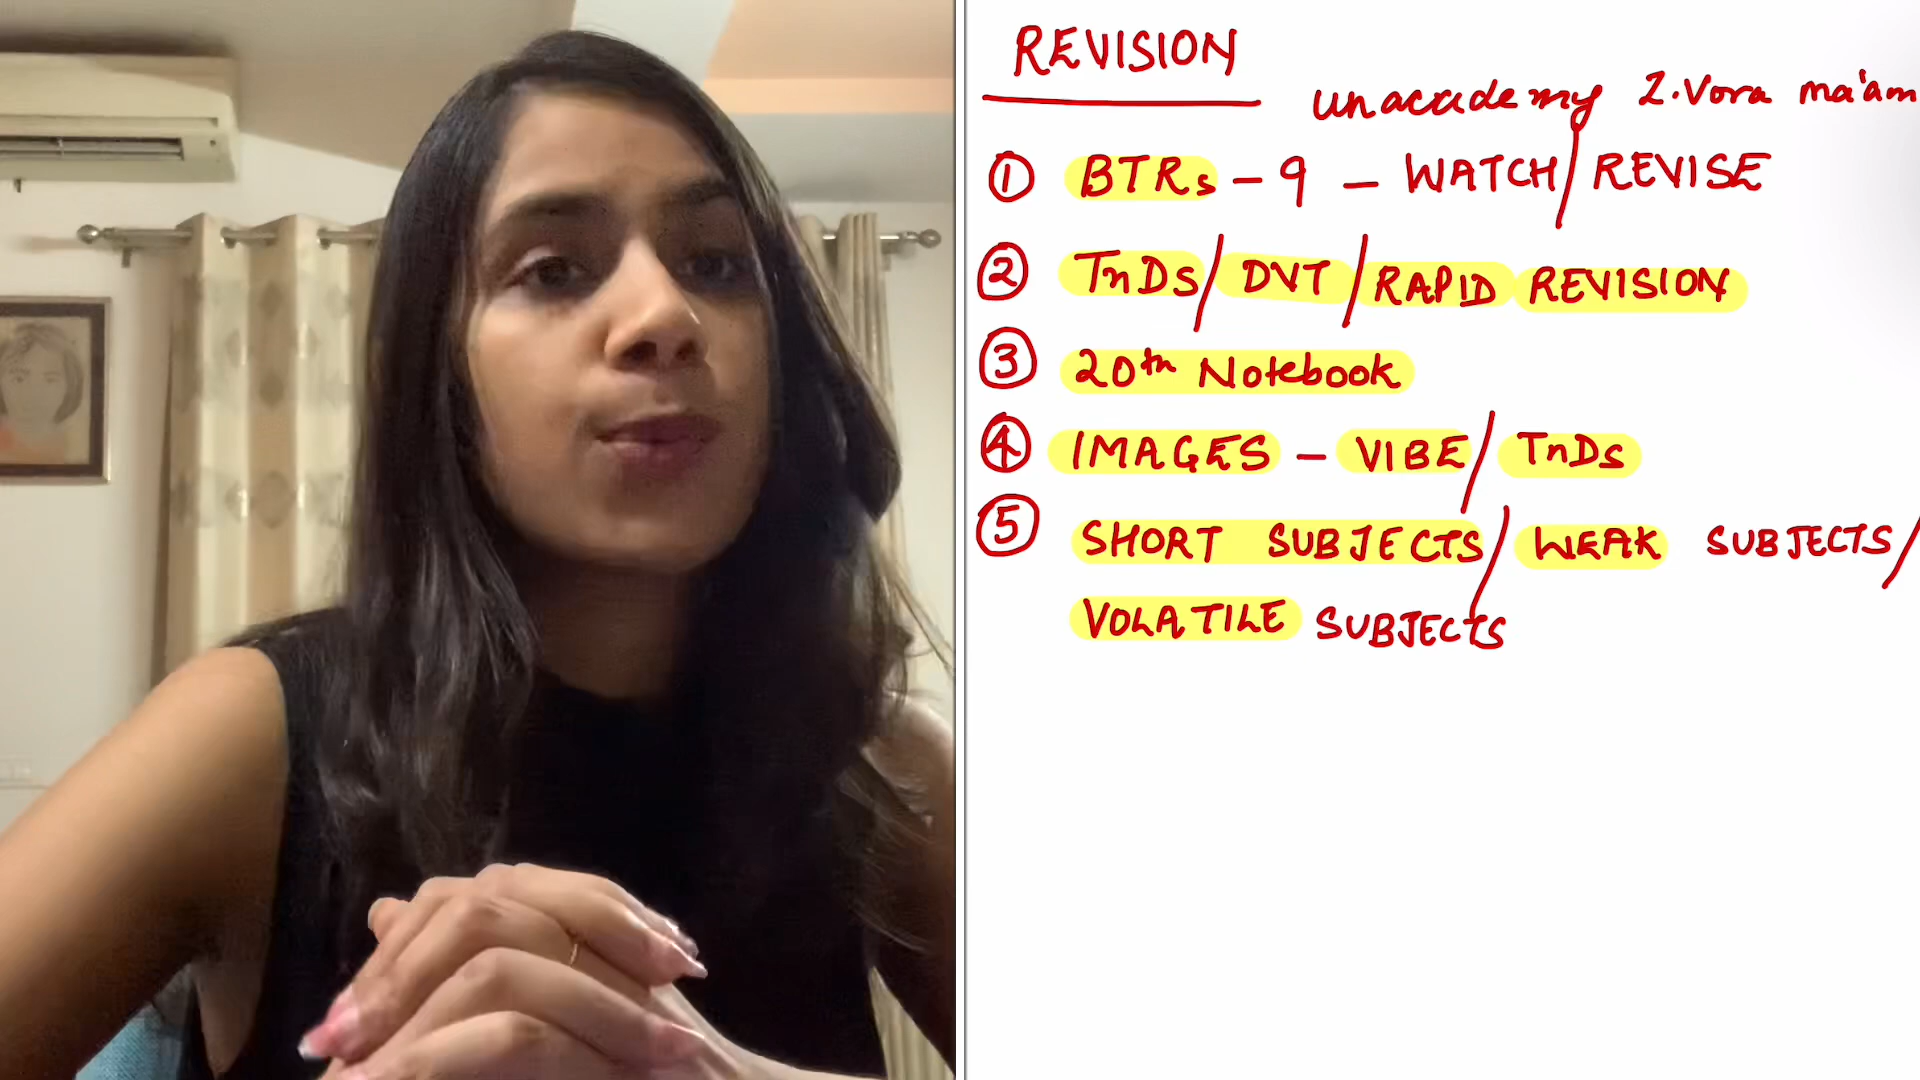 REVISION
unacademy Z.Vora ma'am
① BTRs – 9 – WATCH/REVISE
② TnDs/DVT/RAPID REVISION
③ 20th Notebook
④ IMAGES – VIBE/TnDs
⑤ SHORT SUBJECTS/WEAK SUBJECTS/
VOLATILE SUBJECTS